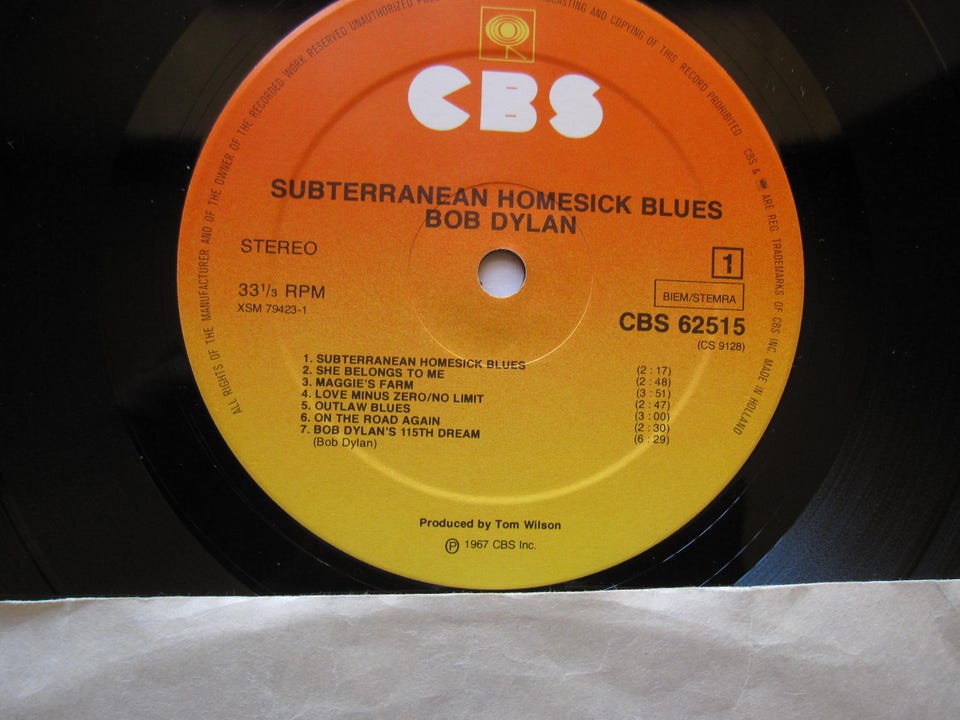 ALL RIGHTS OF THE MANUFACTURER AND OF THE OWNER OF THE RECORDED WORK RESERVED UNAUTHORIZED
AND COPYING OF THIS RECORD PROHIBITED CBS & ARE REG. TRADEMARKS OF CBS INC MADE IN HOLLAND
CBS
SUBTERRANEAN HOMESICK BLUES
BOB DYLAN
STEREO
1
33 1/3 RPM
BIEM/STEMRA
XSM 79423-1
CBS 62515
(CS 9128)
1. SUBTERRANEAN HOMESICK BLUES (2 : 17)
2. SHE BELONGS TO ME (2 : 48)
3. MAGGIE'S FARM (3 : 51)
4. LOVE MINUS ZERO/NO LIMIT (2 : 47)
5. OUTLAW BLUES (3 : 00)
6. ON THE ROAD AGAIN (2 : 30)
7. BOB DYLAN'S 115TH DREAM (6 : 29)
(Bob Dylan)
Produced by Tom Wilson
Ⓟ 1967 CBS Inc.